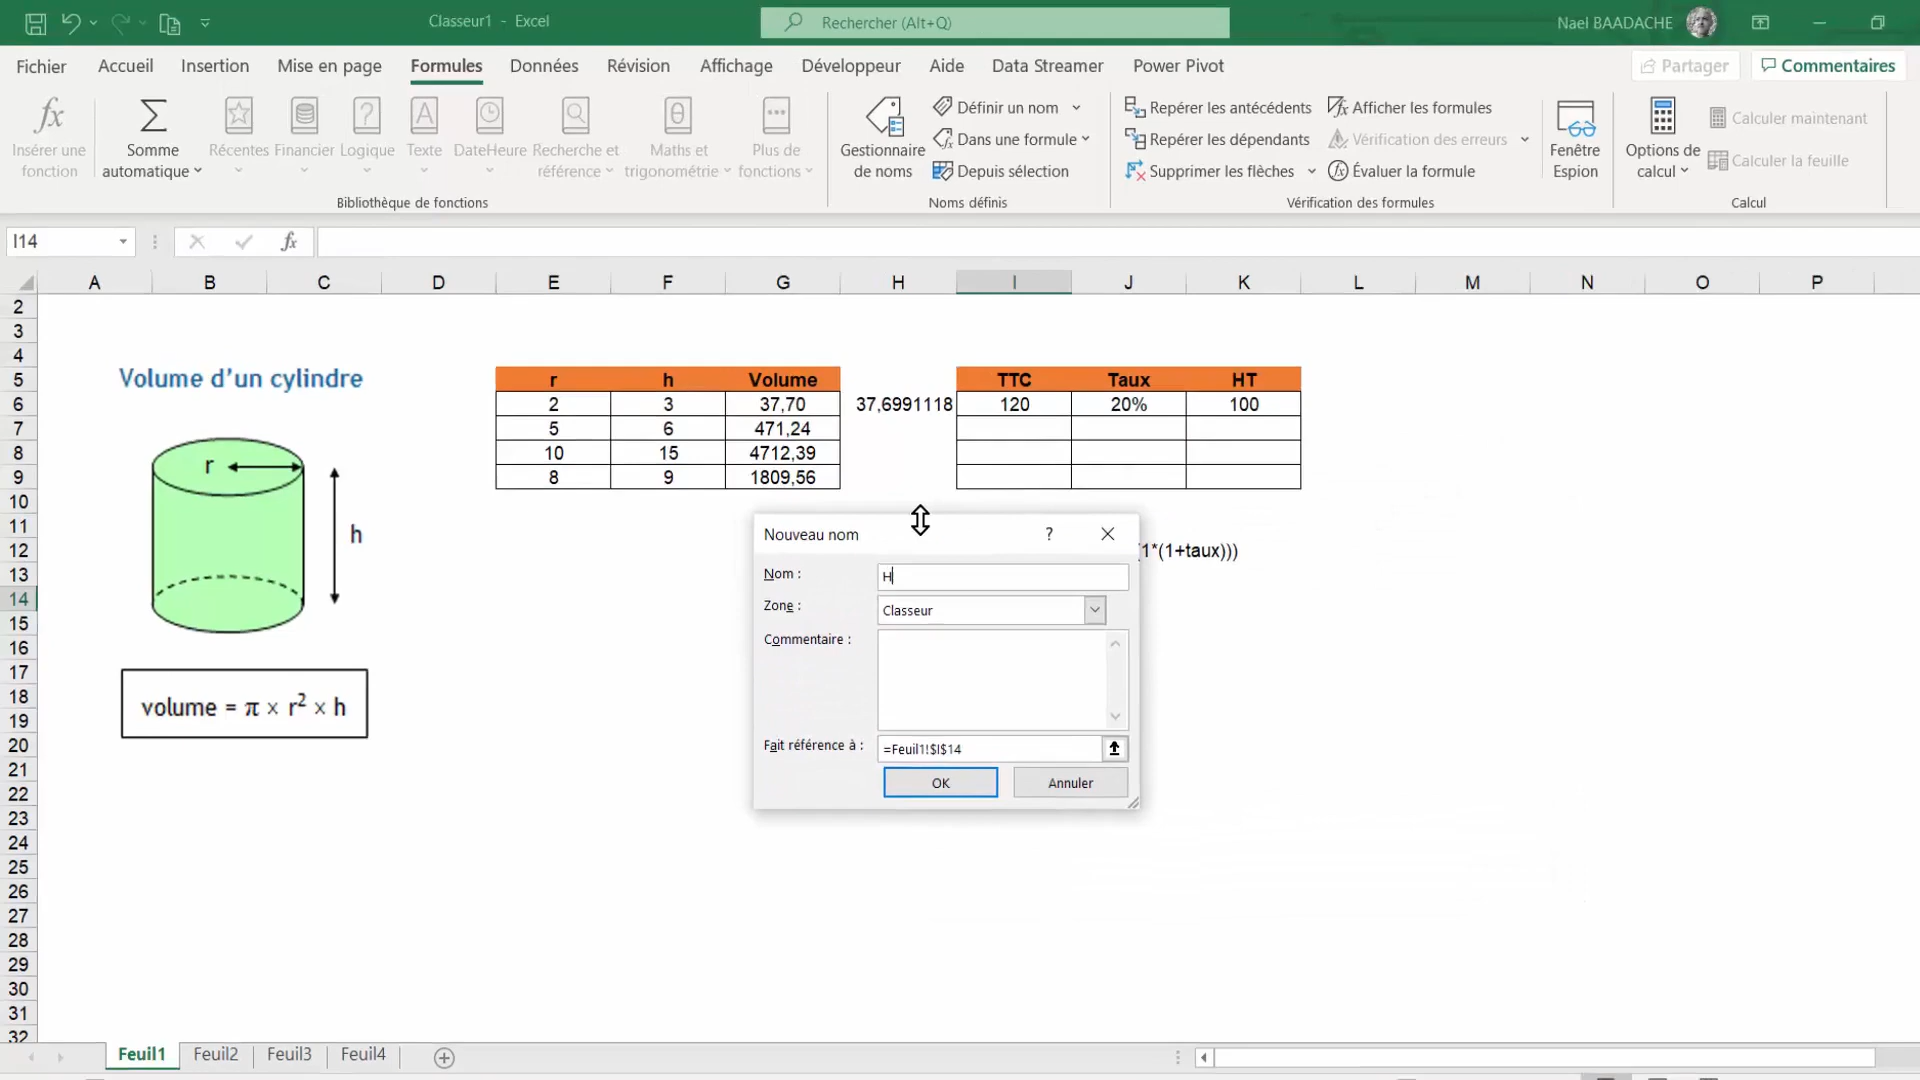 Classeur1 - Excel
Rechercher (Alt+Q)
Nael BAADACHE
Fichier
Accueil
Insertion
Mise en page
Formules
Données
Révision
Affichage
Développeur
Aide
Data Streamer
Power Pivot
Partager
Commentaires
Insérer une fonction
Somme automatique
Récentes
Financier
Logique
Texte
DateHeure
Recherche et référence
Maths et trigonométrie
Plus de fonctions
Bibliothèque de fonctions
Gestionnaire de noms
Définir un nom
Dans une formule
Depuis sélection
Noms définis
Repérer les antécédents
Repérer les dépendants
Supprimer les flèches
Afficher les formules
Vérification des erreurs
Évaluer la formule
Vérification des formules
Fenêtre Espion
Options de calcul
Calculer maintenant
Calculer la feuille
Calcul
I14
fx
A B C D E F G H I J K L M N O P
2
3
4
5 Volume d'un cylindre r h Volume TTC Taux HT
6 2 3 37,70 37,6991118 120 20% 100
7 5 6 471,24
8 10 15 4712,39
9 8 9 1809,56
r
h
10
11
12 (1*(1+taux)))
13
14
15
16
17
18
19
20
21
22
23
24
25
26
27
28
29
30
31
32
volume = π × r² × h
Nouveau nom
?
Nom : H
Zone : Classeur
Commentaire :
Fait référence à : =Feuil1!$I$14
OK
Annuler
Feuil1 Feuil2 Feuil3 Feuil4